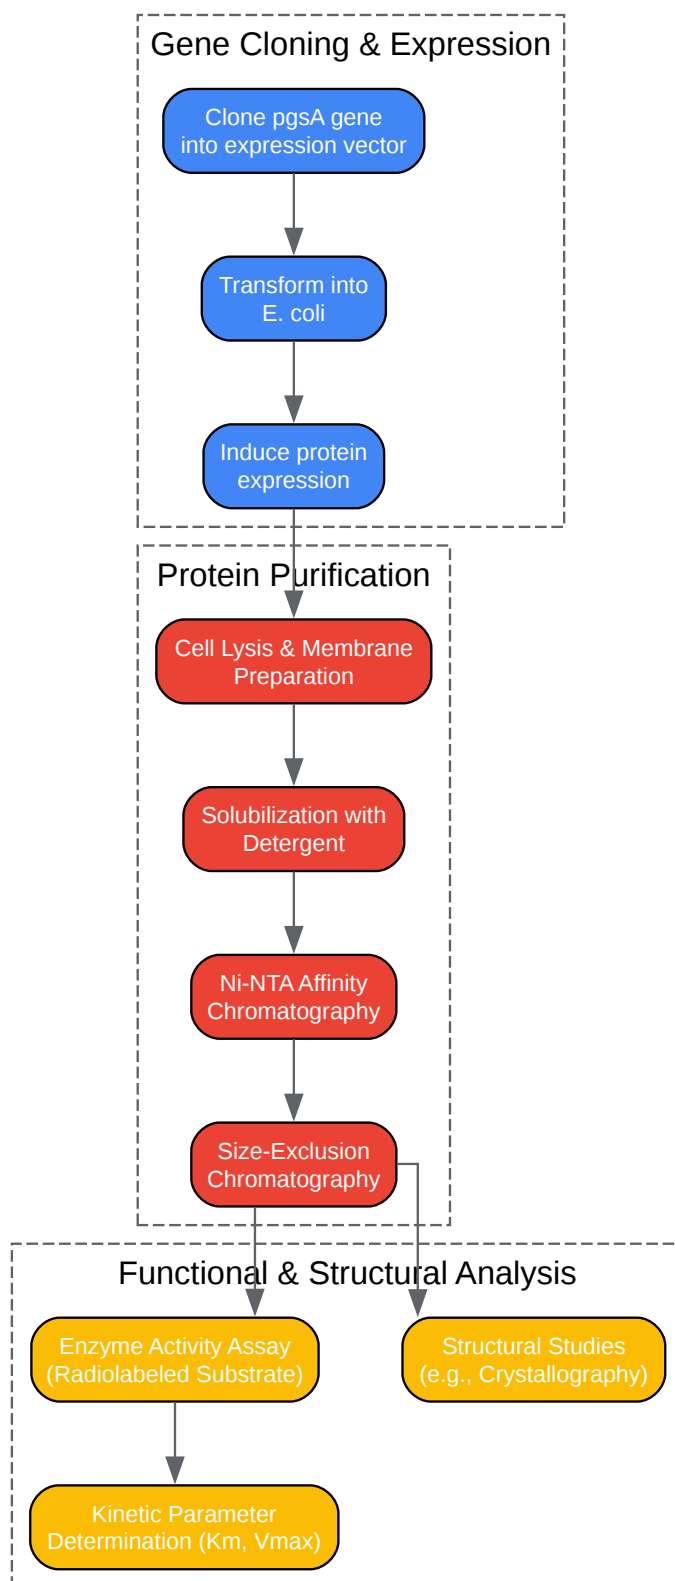 Gene Cloning & Expression
Clone pgsA gene
into expression vector
Transform into
E. coli
Induce protein
expression
Protein Purification
Cell Lysis & Membrane
Preparation
Solubilization with
Detergent
Ni-NTA Affinity
Chromatography
Size-Exclusion
Chromatography
Functional & Structural Analysis
Enzyme Activity Assay
(Radiolabeled Substrate)
Structural Studies
(e.g., Crystallography)
Kinetic Parameter
Determination (Km, Vmax)